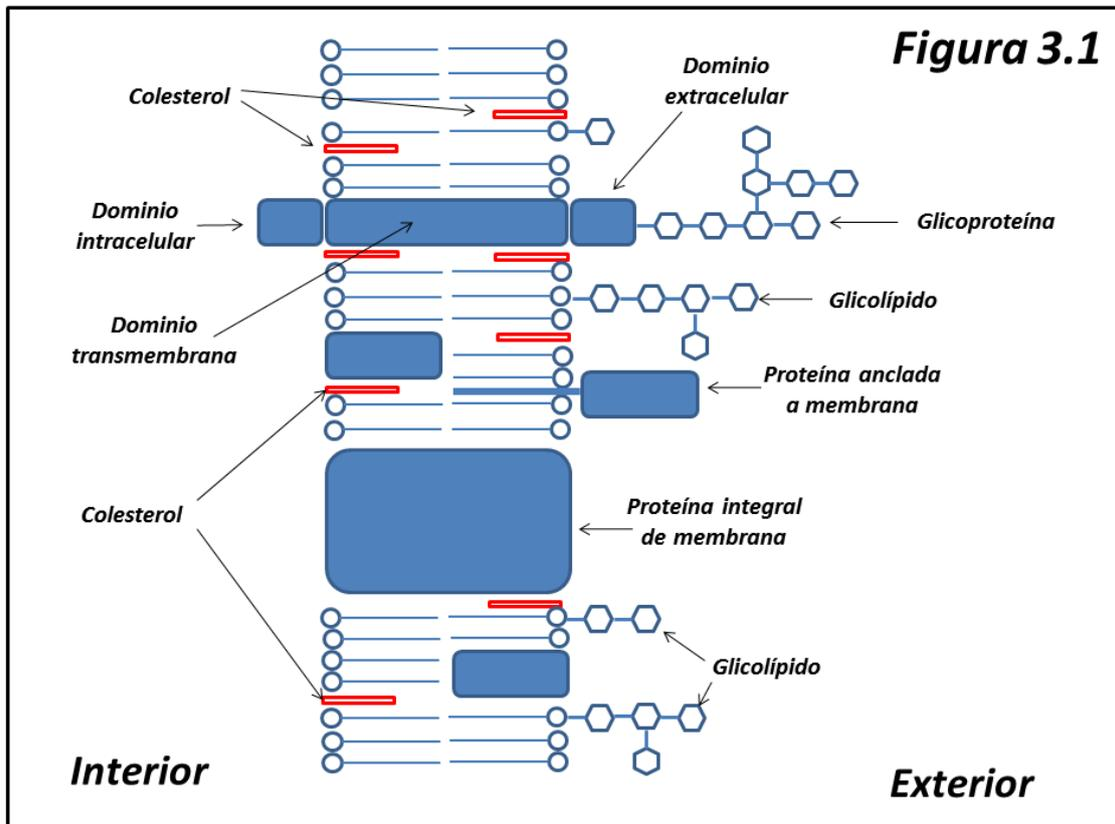 Figura 3.1
Dominio
extracelular
Colesterol
Dominio
intracelular
Glicoproteína
Glicolípido
Dominio
transmembrana
Proteína anclada
a membrana
Colesterol
Proteína integral
de membrana
Glicolípido
Interior
Exterior